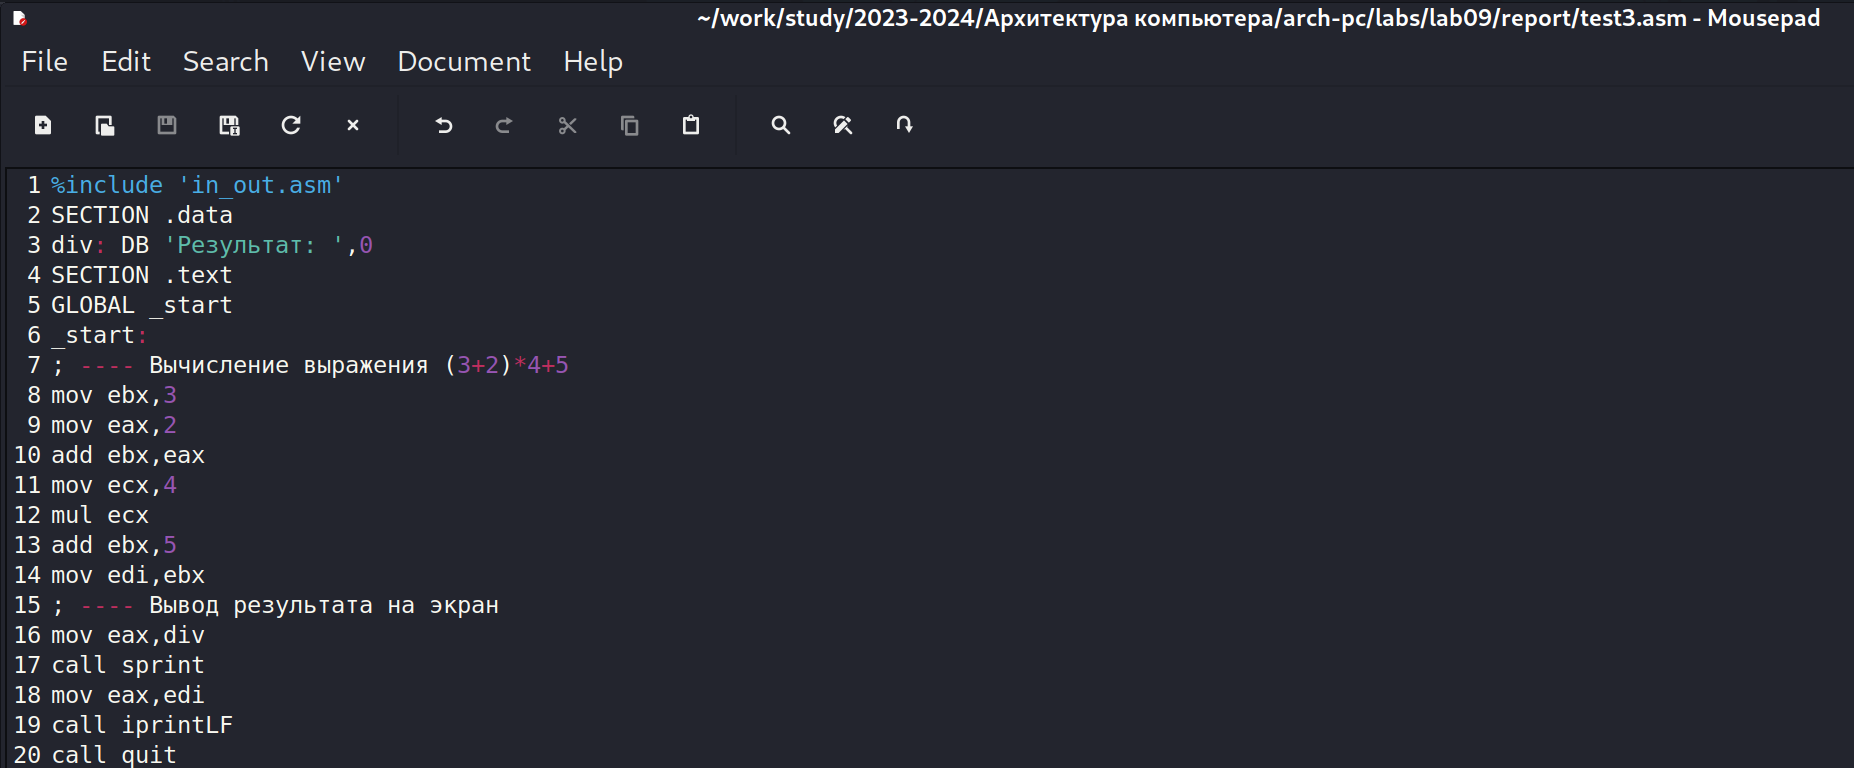 ~/work/study/2023-2024/Архитектура компьютера/arch-pc/labs/lab09/report/test3.asm - Mousepad
File Edit Search View Document Help
1 %include 'in_out.asm'
2 SECTION .data
3 div: DB 'Результат: ',0
4 SECTION .text
5 GLOBAL _start
6 _start:
7 ; ---- Вычисление выражения (3+2)*4+5
8 mov ebx,3
9 mov eax,2
10 add ebx,eax
11 mov ecx,4
12 mul ecx
13 add ebx,5
14 mov edi,ebx
15 ; ---- Вывод результата на экран
16 mov eax,div
17 call sprint
18 mov eax,edi
19 call iprintLF
20 call quit